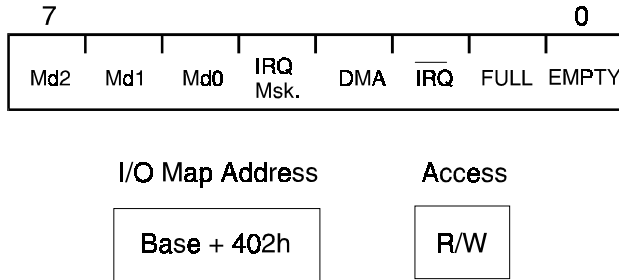 7 0
Md2 Md1 Md0 IRQ Msk. DMA IRQ FULL EMPTY
I/O Map Address Access
Base + 402h R/W